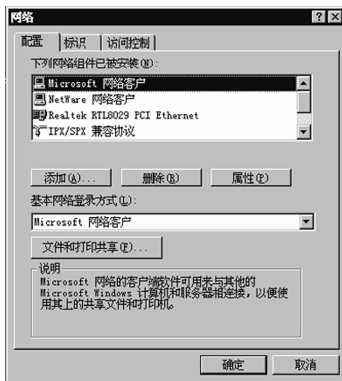 网络
配置 标识 访问控制
下列网络组件已被安装(N):
Microsoft 网络客户
NetWare 网络客户
Realtek RTL8029 PCI Ethernet
IPX/SPX 兼容协议
添加(A)... 删除(R) 属性(P)
基本网络登录方式(L):
Microsoft 网络客户
文件和打印共享(F)...
说明
Microsoft 网络的客户端软件可用来与其他的
Microsoft Windows 计算机和服务器相连接，以便使
用其上的共享文件和打印机。
确定 取消